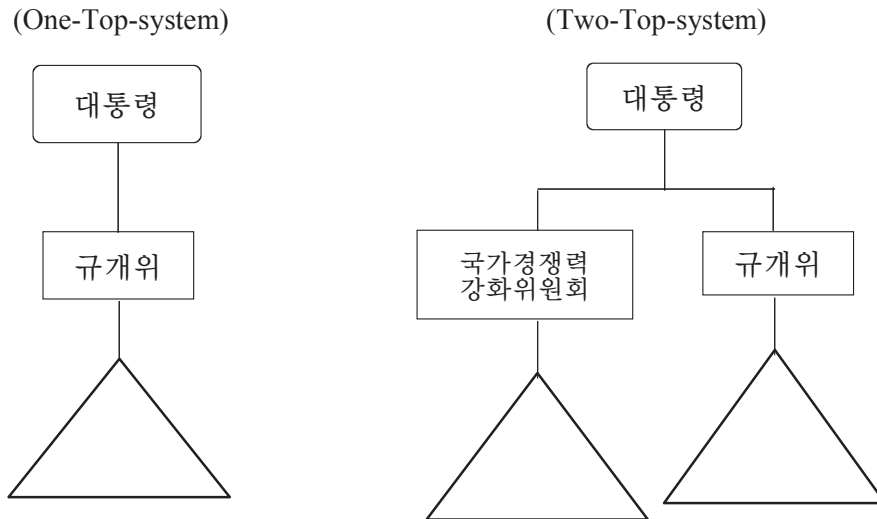 (One-Top-system)
(Two-Top-system)
대통령
대통령
규개위
국가경쟁력
강화위원회
규개위